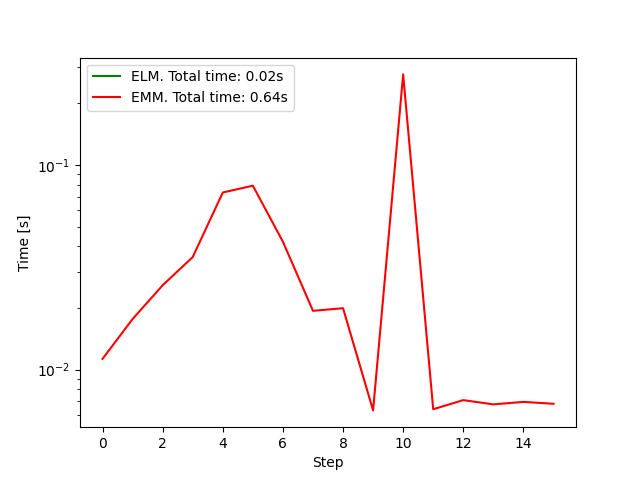 ELM. Total time: 0.02s
EMM. Total time: 0.64s
10⁻¹
10⁻²
Time [s]
0 2 4 6 8 10 12 14
Step